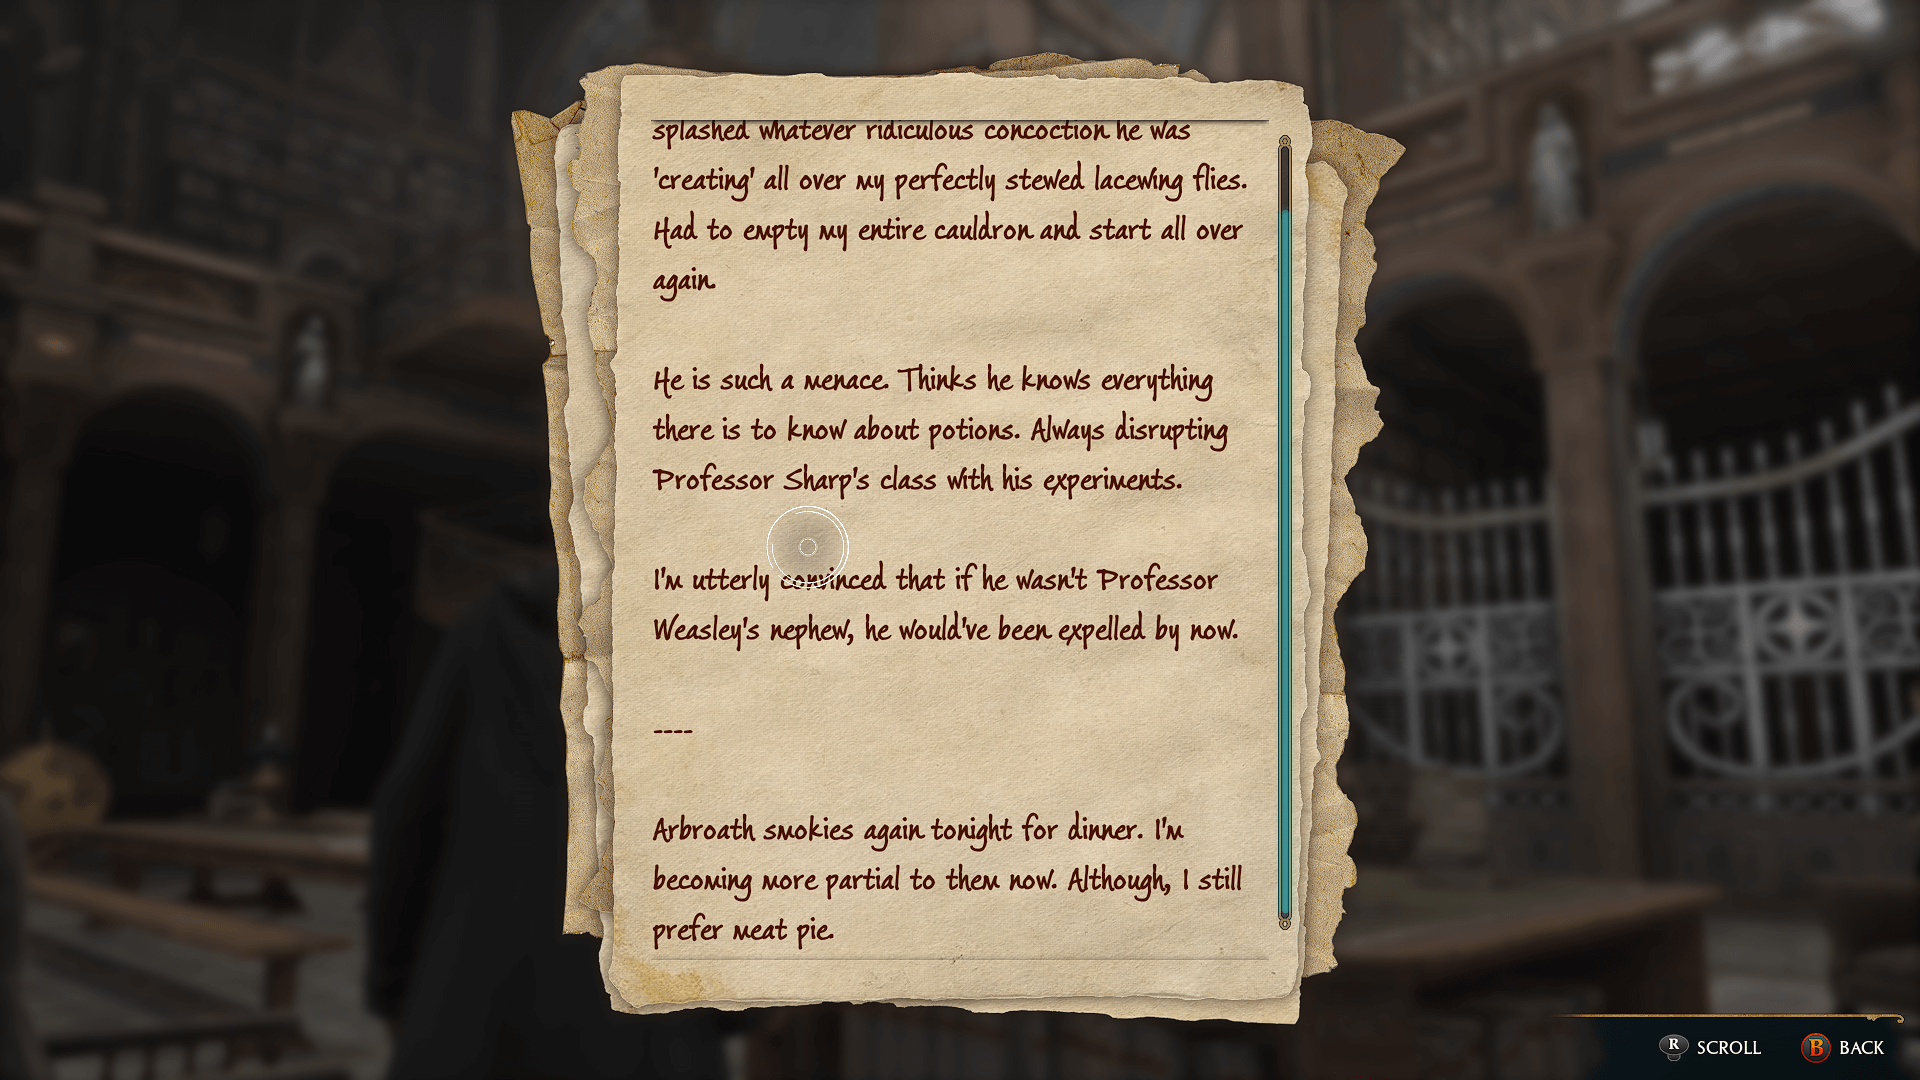 splashed whatever ridiculous concoction he was
'creating' all over my perfectly stewed lacewing flies.
Had to empty my entire cauldron and start all over
again.
He is such a menace. Thinks he knows everything
there is to know about potions. Always disrupting
Professor Sharp's class with his experiments.
I'm utterly convinced that if he wasn't Professor
Weasley's nephew, he would've been expelled by now.
----
Arbroath smokies again tonight for dinner. I'm
becoming more partial to them now. Although, I still
prefer meat pie.
R SCROLL B BACK